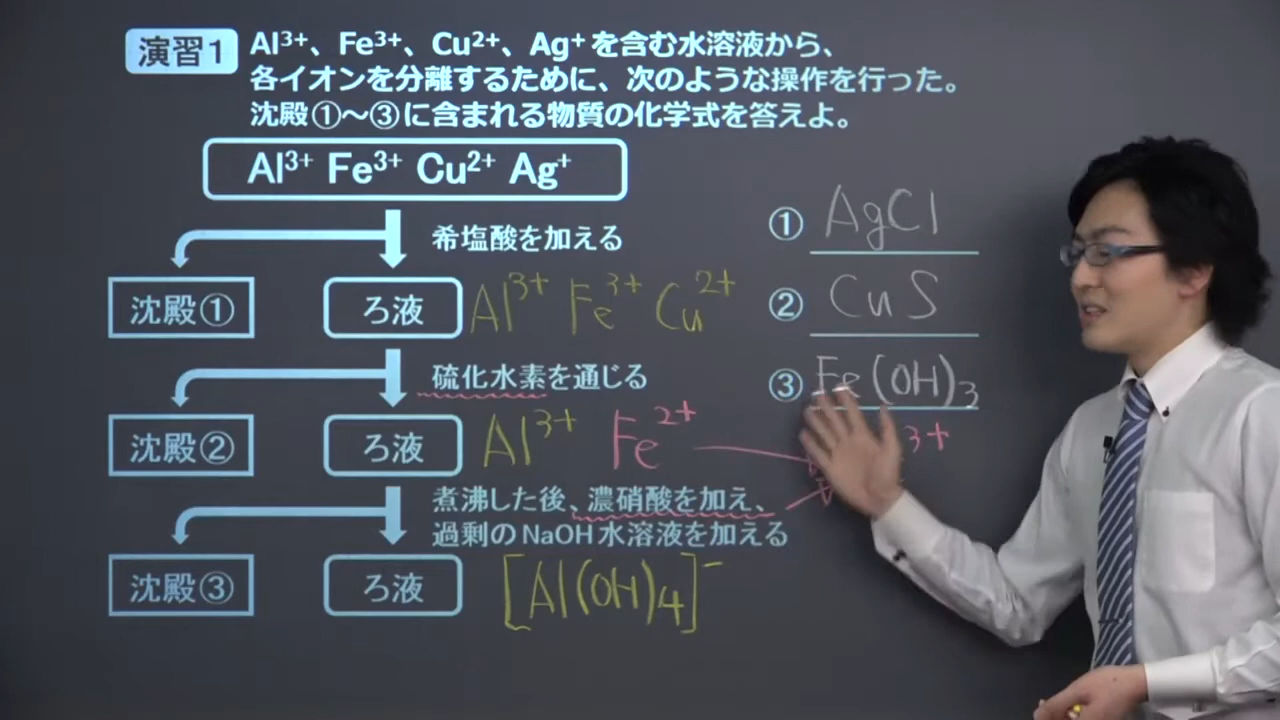 演習1
Al³⁺、Fe³⁺、Cu²⁺、Ag⁺を含む水溶液から、
各イオンを分離するために、次のような操作を行った。
沈殿①～③に含まれる物質の化学式を答えよ。
Al³⁺ Fe³⁺ Cu²⁺ Ag⁺
希塩酸を加える
沈殿①
ろ液
Al³⁺ Fe³⁺ Cu²⁺
硫化水素を通じる
沈殿②
ろ液
Al³⁺ Fe²⁺
煮沸した後、濃硝酸を加え、
過剰のNaOH水溶液を加える
沈殿③
ろ液
[Al(OH)₄]⁻
① AgCl
② CuS
③ Fe(OH)₃
3+